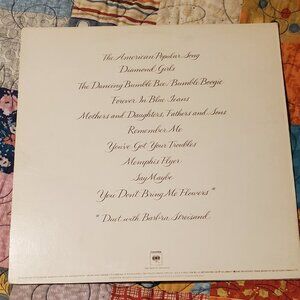 The American Popular Song
Diamond Girls
The Dancing Bumble Bee/Bumble Boogie
Forever In Blue Jeans
Mothers and Daughters, Fathers and Sons
Remember Me
You've Got Your Troubles
Memphis Flyer
Say Maybe
*You Don't Bring Me Flowers*
*Duet with Barbra Streisand